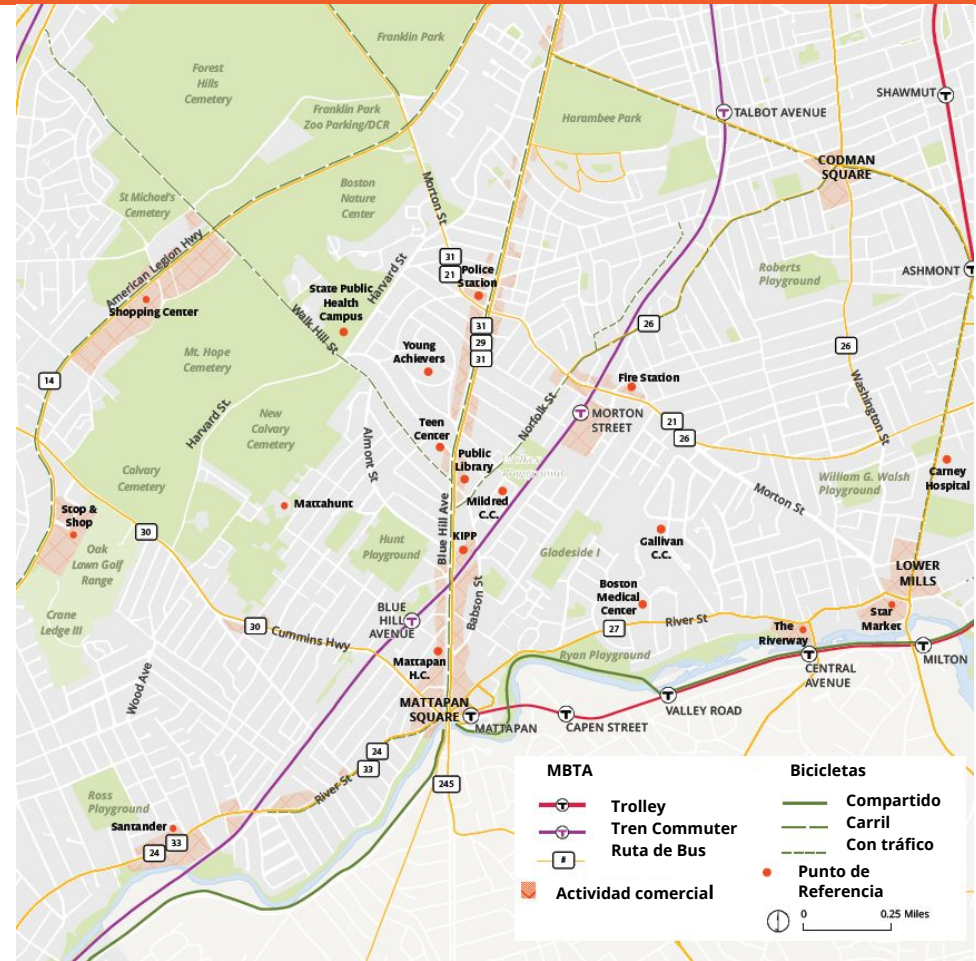 Franklin Park
Forest
Hills
Cemetery
SHAWMUT
Franklin Park
Zoo Parking/DCR
Harambee Park
TALBOT AVENUE
CODMAN
SQUARE
St Michael's
Cemetery
Boston
Nature
Center
Morton St
American Legion Hwy
Harvard St
31
21
Police
Station
Roberts
Playground
ASHMONT
Shopping Center
State Public
Health
Campus
Walk Hill St
31
29
31
26
26
Mt. Hope
Cemetery
Young
Achievers
Fire Station
14
Washington St
Harvard St.
New
Calvary
Cemetery
Norfolk St
MORTON
STREET
21
26
Almont St
Teen
Center
Public
Library
Calvary
Cemetery
Playground
Carney
Hospital
William G. Walsh
Playground
Mildred
C.C.
Morton St
Mattahunt
Stop &
Shop
30
Blue Hill Ave
Oak
Lawn Golf
Range
Hunt
Playground
KIPP
Gladeside I
Gallivan
C.C.
LOWER
MILLS
Crane
Ledge III
BLUE
HILL
AVENUE
Babson St
Boston
Medical
Center
Star
Market
30
Cummins Hwy
27
River St
The
Riverway
Mattapan
H.C.
Ryan Playground
MILTON
CENTRAL
AVENUE
Wood Ave
MATTAPAN
SQUARE
MATTAPAN
CAPEN STREET
VALLEY ROAD
24
33
River St
245
Ross
Playground
Santander
33
24
MBTA
Trolley
Tren Commuter
Ruta de Bus
#
Actividad comercial
Bicicletas
Compartido
Carril
Con tráfico
Punto de
Referencia
0 0.25 Miles